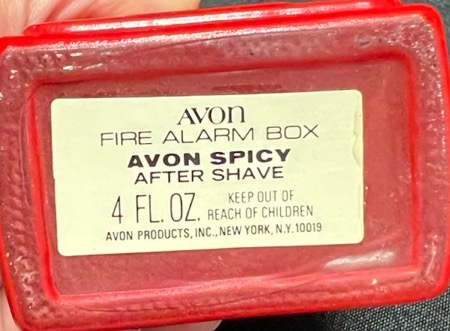 AVON
FIRE ALARM BOX
AVON SPICY
AFTER SHAVE
4 FL. OZ. KEEP OUT OF
REACH OF CHILDREN
AVON PRODUCTS, INC., NEW YORK, N.Y. 10019